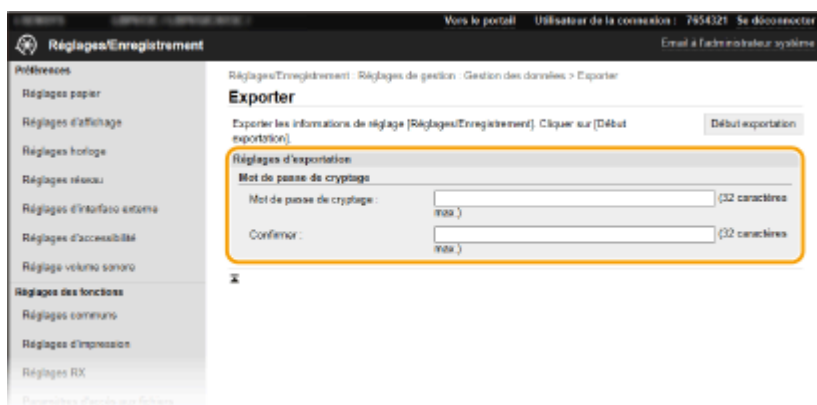 Vers le portail Utilisateur de la connexion : 7654321 Se déconnecter
Réglages/Enregistrement
Email à l'administrateur système
Préférences
Réglages papier
Réglages d'affichage
Réglages horloge
Réglages réseau
Réglages d'interface externe
Réglages d'accessibilité
Réglage volume sonore
Réglages des fonctions
Réglages communs
Réglages d'impression
Réglages RX
Réglages/Enregistrement : Réglages de gestion : Gestion des données > Exporter
Exporter
Exporter les informations de réglage [Réglages/Enregistrement]. Cliquer sur [Début
exportation].
Début exportation
Réglages d'exportation
Mot de passe de cryptage
Mot de passe de cryptage :
(32 caractères
max.)
Confirmer :
(32 caractères
max.)